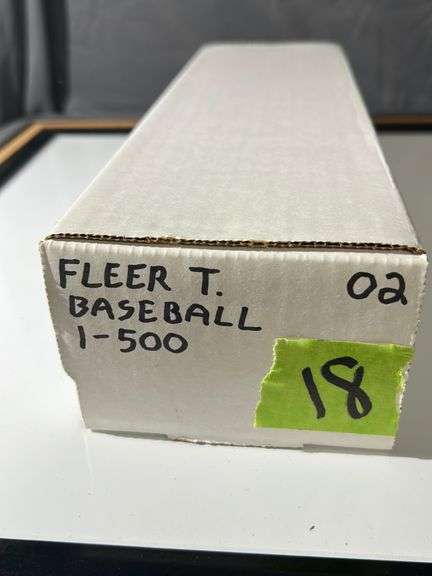 FLEER T. 02
BASEBALL
1-500
18